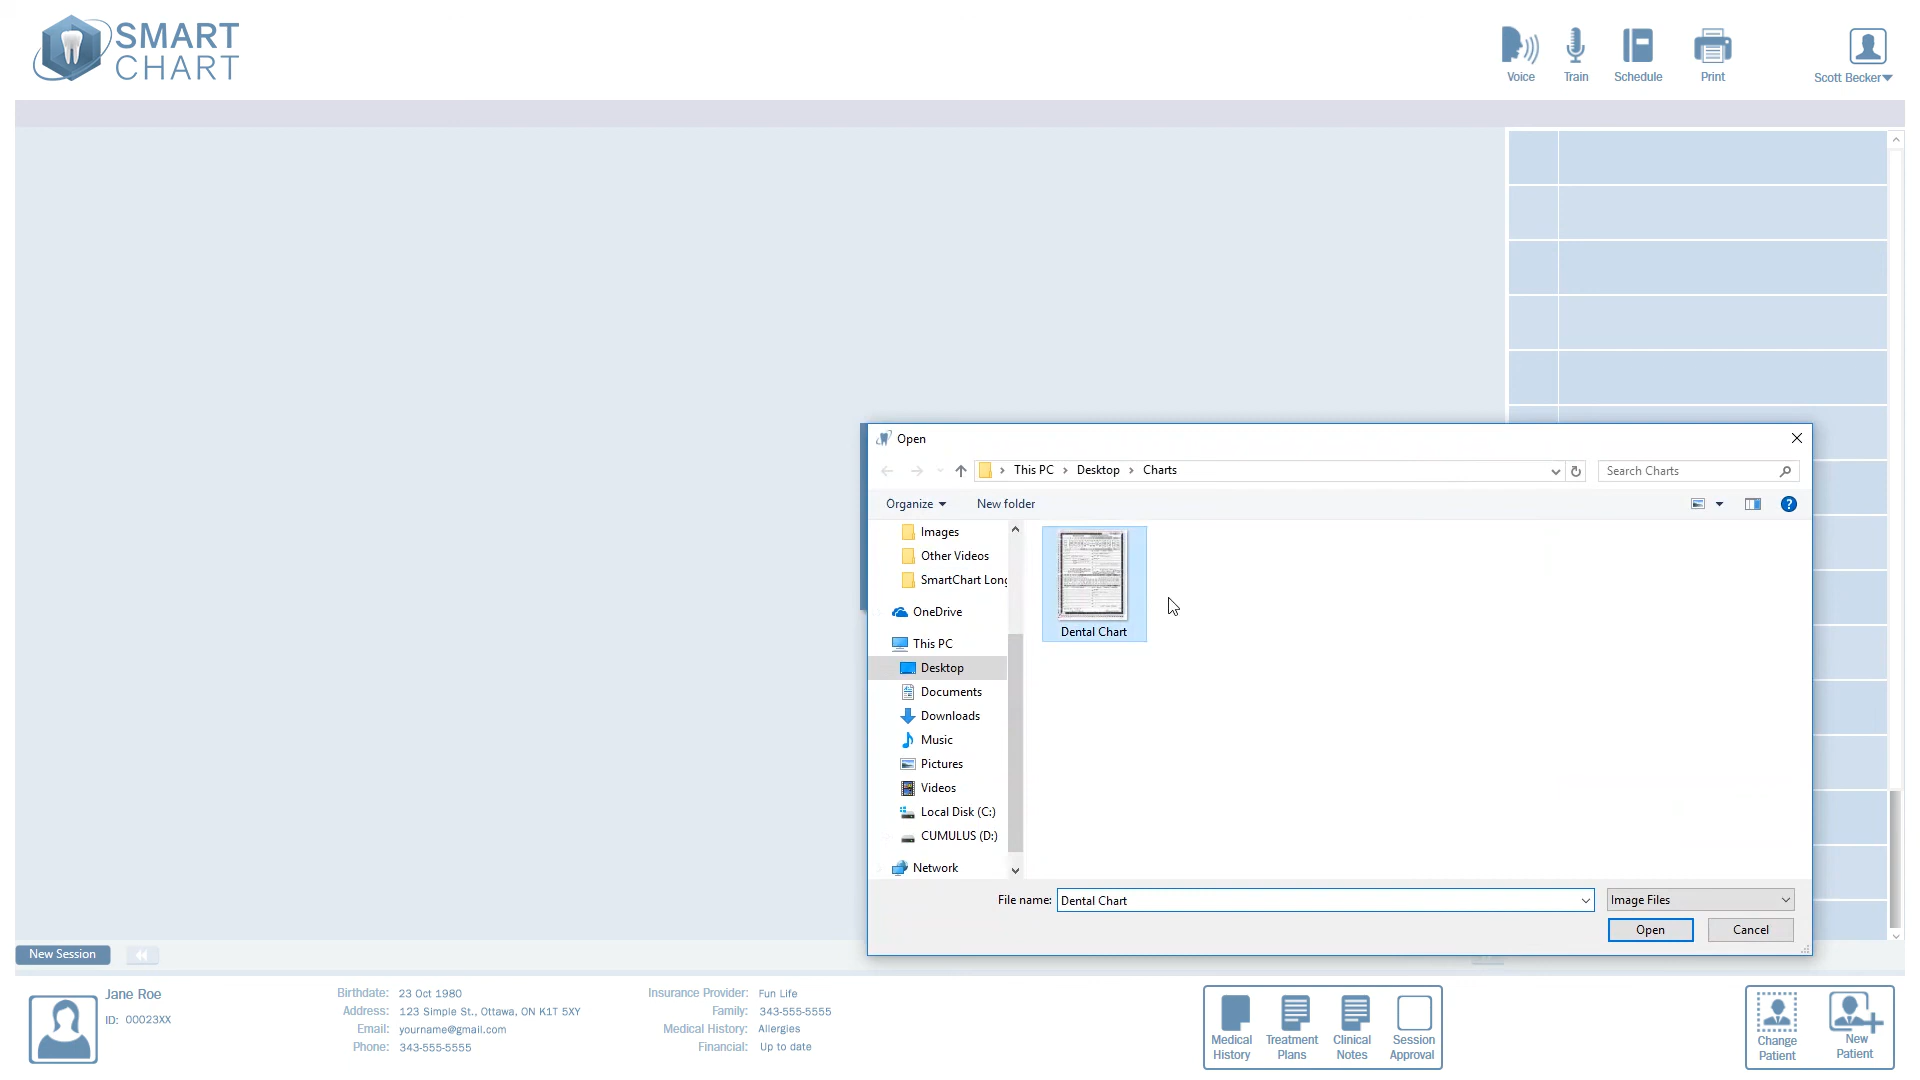 SMART
CHART
Voice
Train
Schedule
Print
Scott Becker
Open
This PC
Desktop
Charts
Search Charts
Organize
New folder
Images
Other Videos
SmartChart Long
OneDrive
This PC
Desktop
Documents
Downloads
Music
Pictures
Videos
Local Disk (C:)
CUMULUS (D:)
Network
Dental Chart
File name: Dental Chart
Image Files
Open
Cancel
New Session
Jane Roe
ID: 00023XX
Birthdate: 23 Oct 1980
Address: 123 Simple St., Ottawa, ON K1T 5XY
Email: yourname@gmail.com
Phone: 343-555-5555
Insurance Provider: Fun Life
Family: 343-555-5555
Medical History: Allergies
Financial: Up to date
Medical
History
Treatment
Plans
Clinical
Notes
Session
Approval
Change
Patient
New
Patient